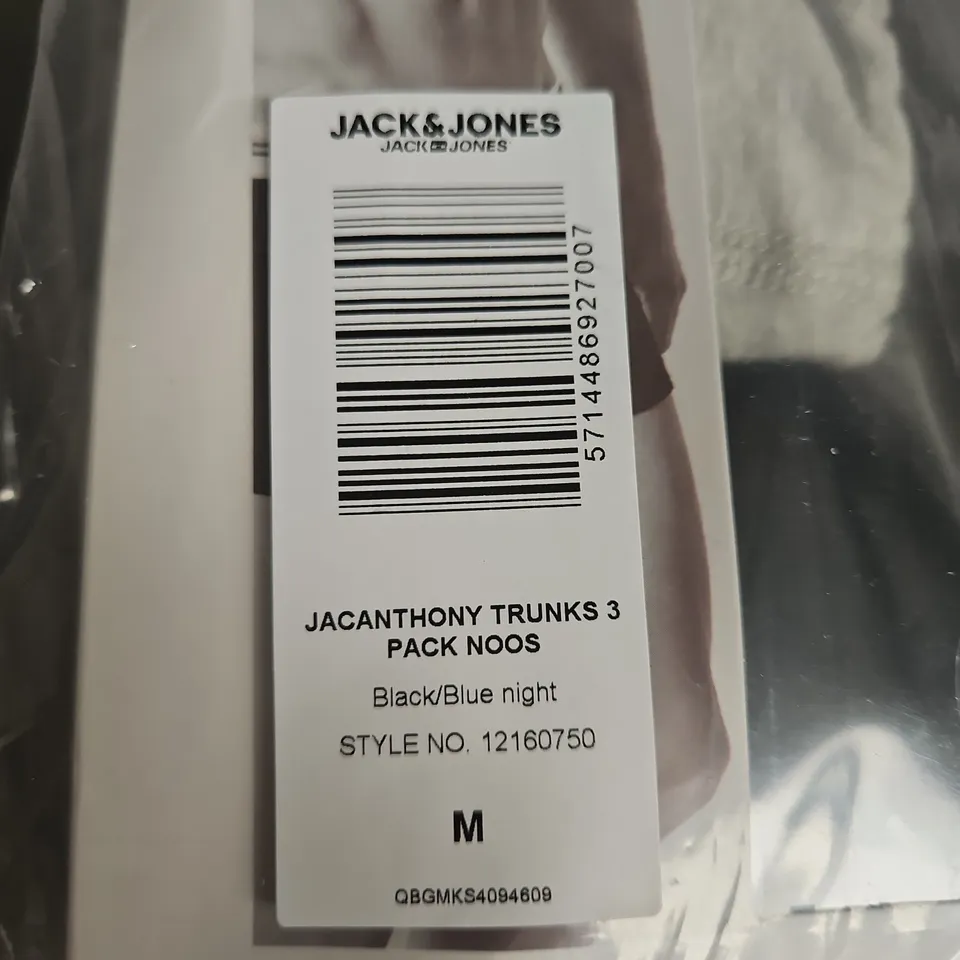 JACK&JONES
JACK JONES
5714486927007
JACANTHONY TRUNKS 3
PACK NOOS
Black/Blue night
STYLE NO. 12160750
M
QBGMKS4094609